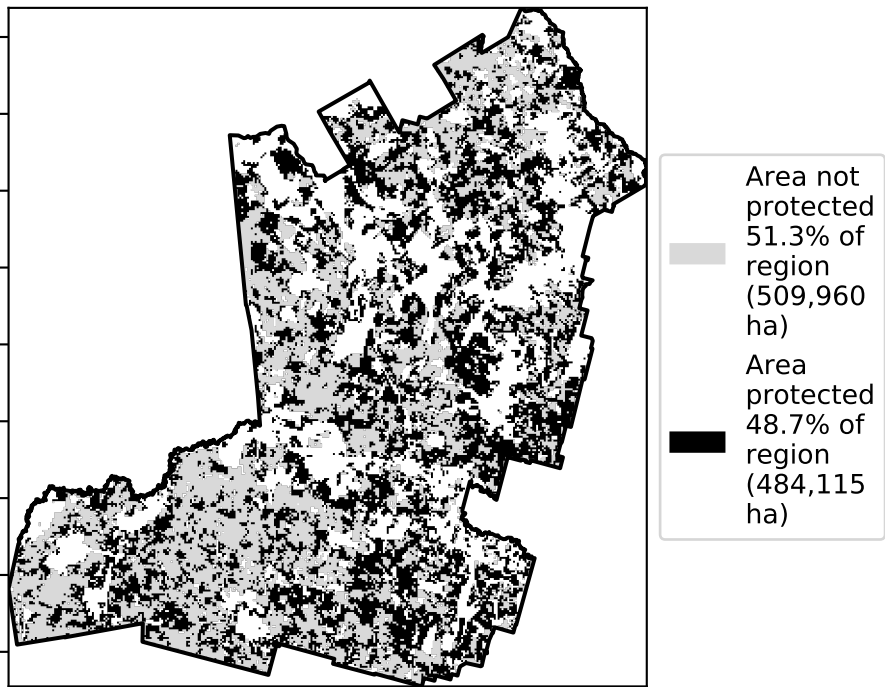 Area not
protected
51.3% of
region
(509,960
ha)
Area
protected
48.7% of
region
(484,115
ha)